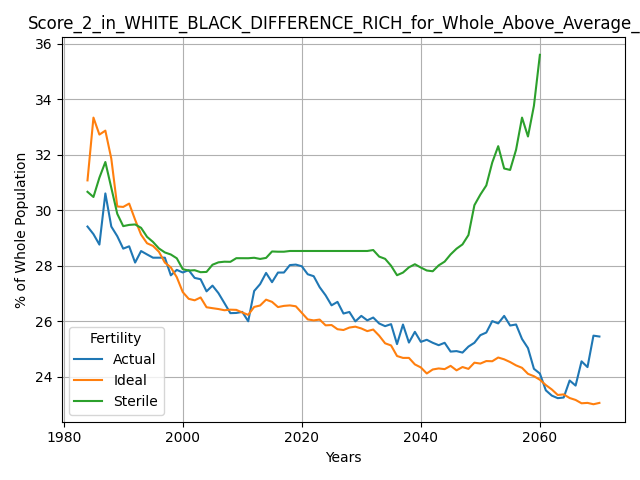 Score_2_in_WHITE_BLACK_DIFFERENCE_RICH_for_Whole_Above_Average_
36
34
32
30
28
26
24
% of Whole Population
Fertility
Actual
Ideal
Sterile
1980
2000
2020
2040
2060
Years